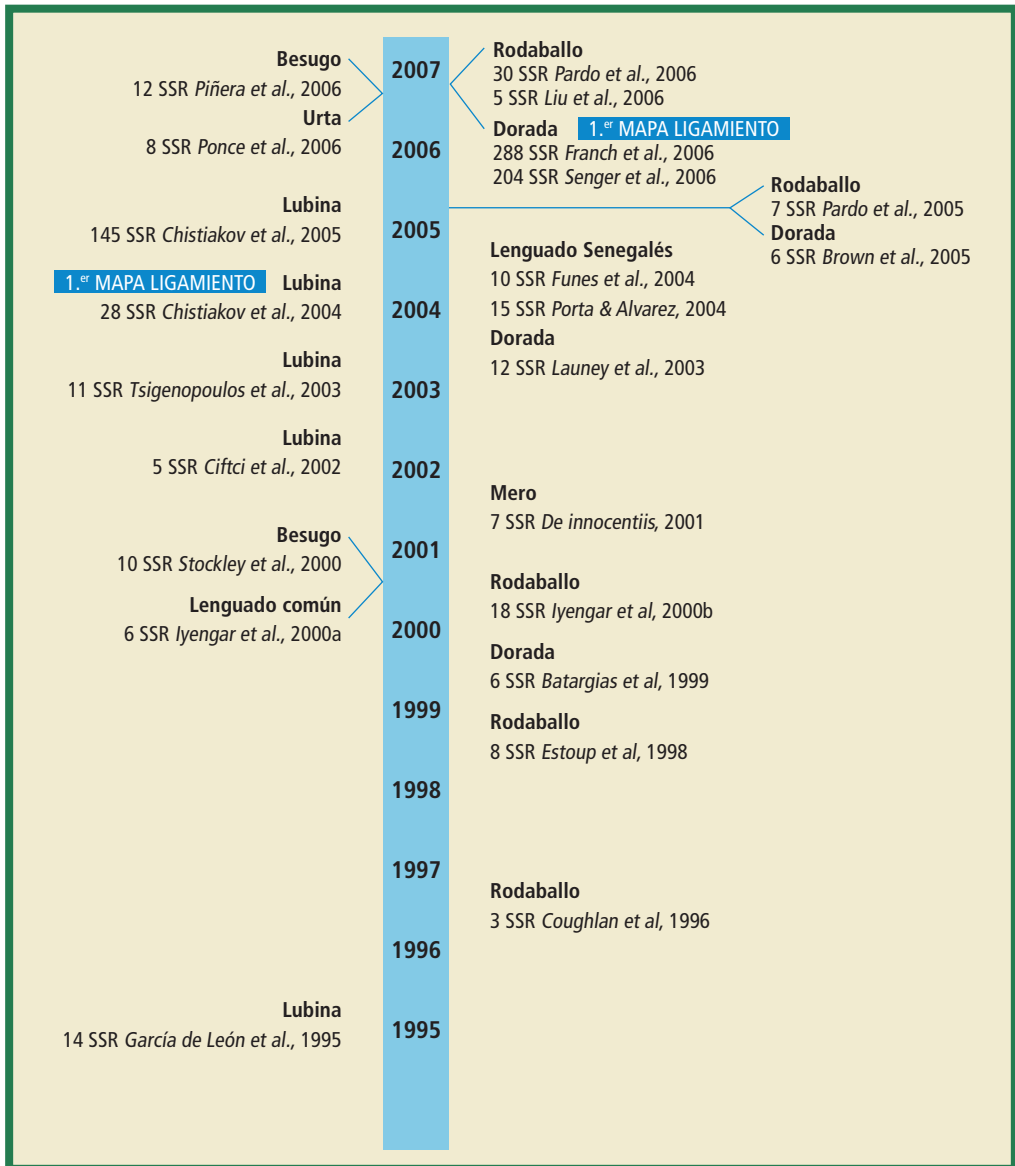 Besugo
12 SSR Piñera et al., 2006
Urta
8 SSR Ponce et al., 2006
2007
Rodaballo
30 SSR Pardo et al., 2006
5 SSR Liu et al., 2006
Dorada 1.er MAPA LIGAMIENTO
288 SSR Franch et al., 2006
204 SSR Senger et al., 2006
2006
Lubina
145 SSR Chistiakov et al., 2005
2005
Rodaballo
7 SSR Pardo et al., 2005
Dorada
6 SSR Brown et al., 2005
1.er MAPA LIGAMIENTO Lubina
28 SSR Chistiakov et al., 2004
2004
Lenguado Senegalés
10 SSR Funes et al., 2004
15 SSR Porta & Alvarez, 2004
Dorada
12 SSR Launey et al., 2003
Lubina
11 SSR Tsigenopoulos et al., 2003
2003
Lubina
5 SSR Ciftci et al., 2002
2002
Mero
7 SSR De innocentiis, 2001
Besugo
10 SSR Stockley et al., 2000
Lenguado común
6 SSR Iyengar et al., 2000a
2001
Rodaballo
18 SSR Iyengar et al, 2000b
2000
Dorada
6 SSR Batargias et al, 1999
1999
Rodaballo
8 SSR Estoup et al, 1998
1998
1997
Rodaballo
3 SSR Coughlan et al, 1996
1996
Lubina
14 SSR García de León et al., 1995
1995